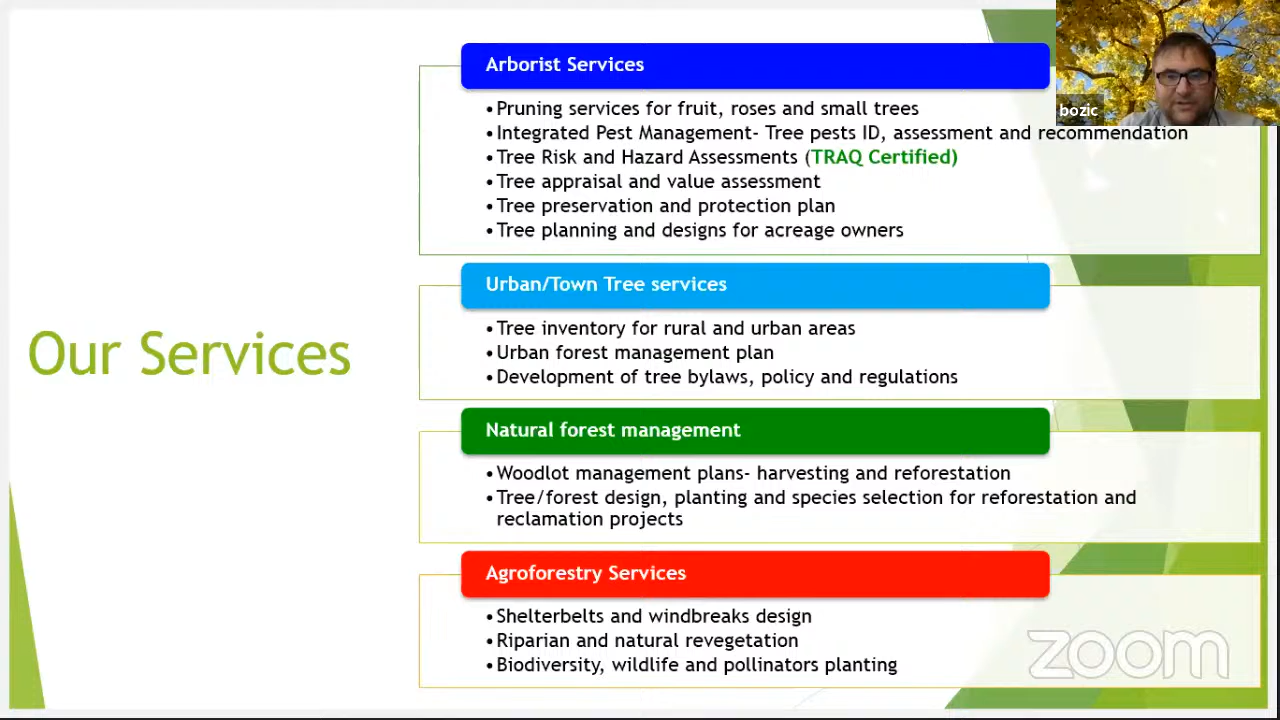 Our Services
Arborist Services
•Pruning services for fruit, roses and small trees
•Integrated Pest Management- Tree pests ID, assessment and recommendation
•Tree Risk and Hazard Assessments (TRAQ Certified)
•Tree appraisal and value assessment
•Tree preservation and protection plan
•Tree planning and designs for acreage owners
Urban/Town Tree services
•Tree inventory for rural and urban areas
•Urban forest management plan
•Development of tree bylaws, policy and regulations
Natural forest management
•Woodlot management plans- harvesting and reforestation
•Tree/forest design, planting and species selection for reforestation and
reclamation projects
Agroforestry Services
•Shelterbelts and windbreaks design
•Riparian and natural revegetation
•Biodiversity, wildlife and pollinators planting
bozic
zoom